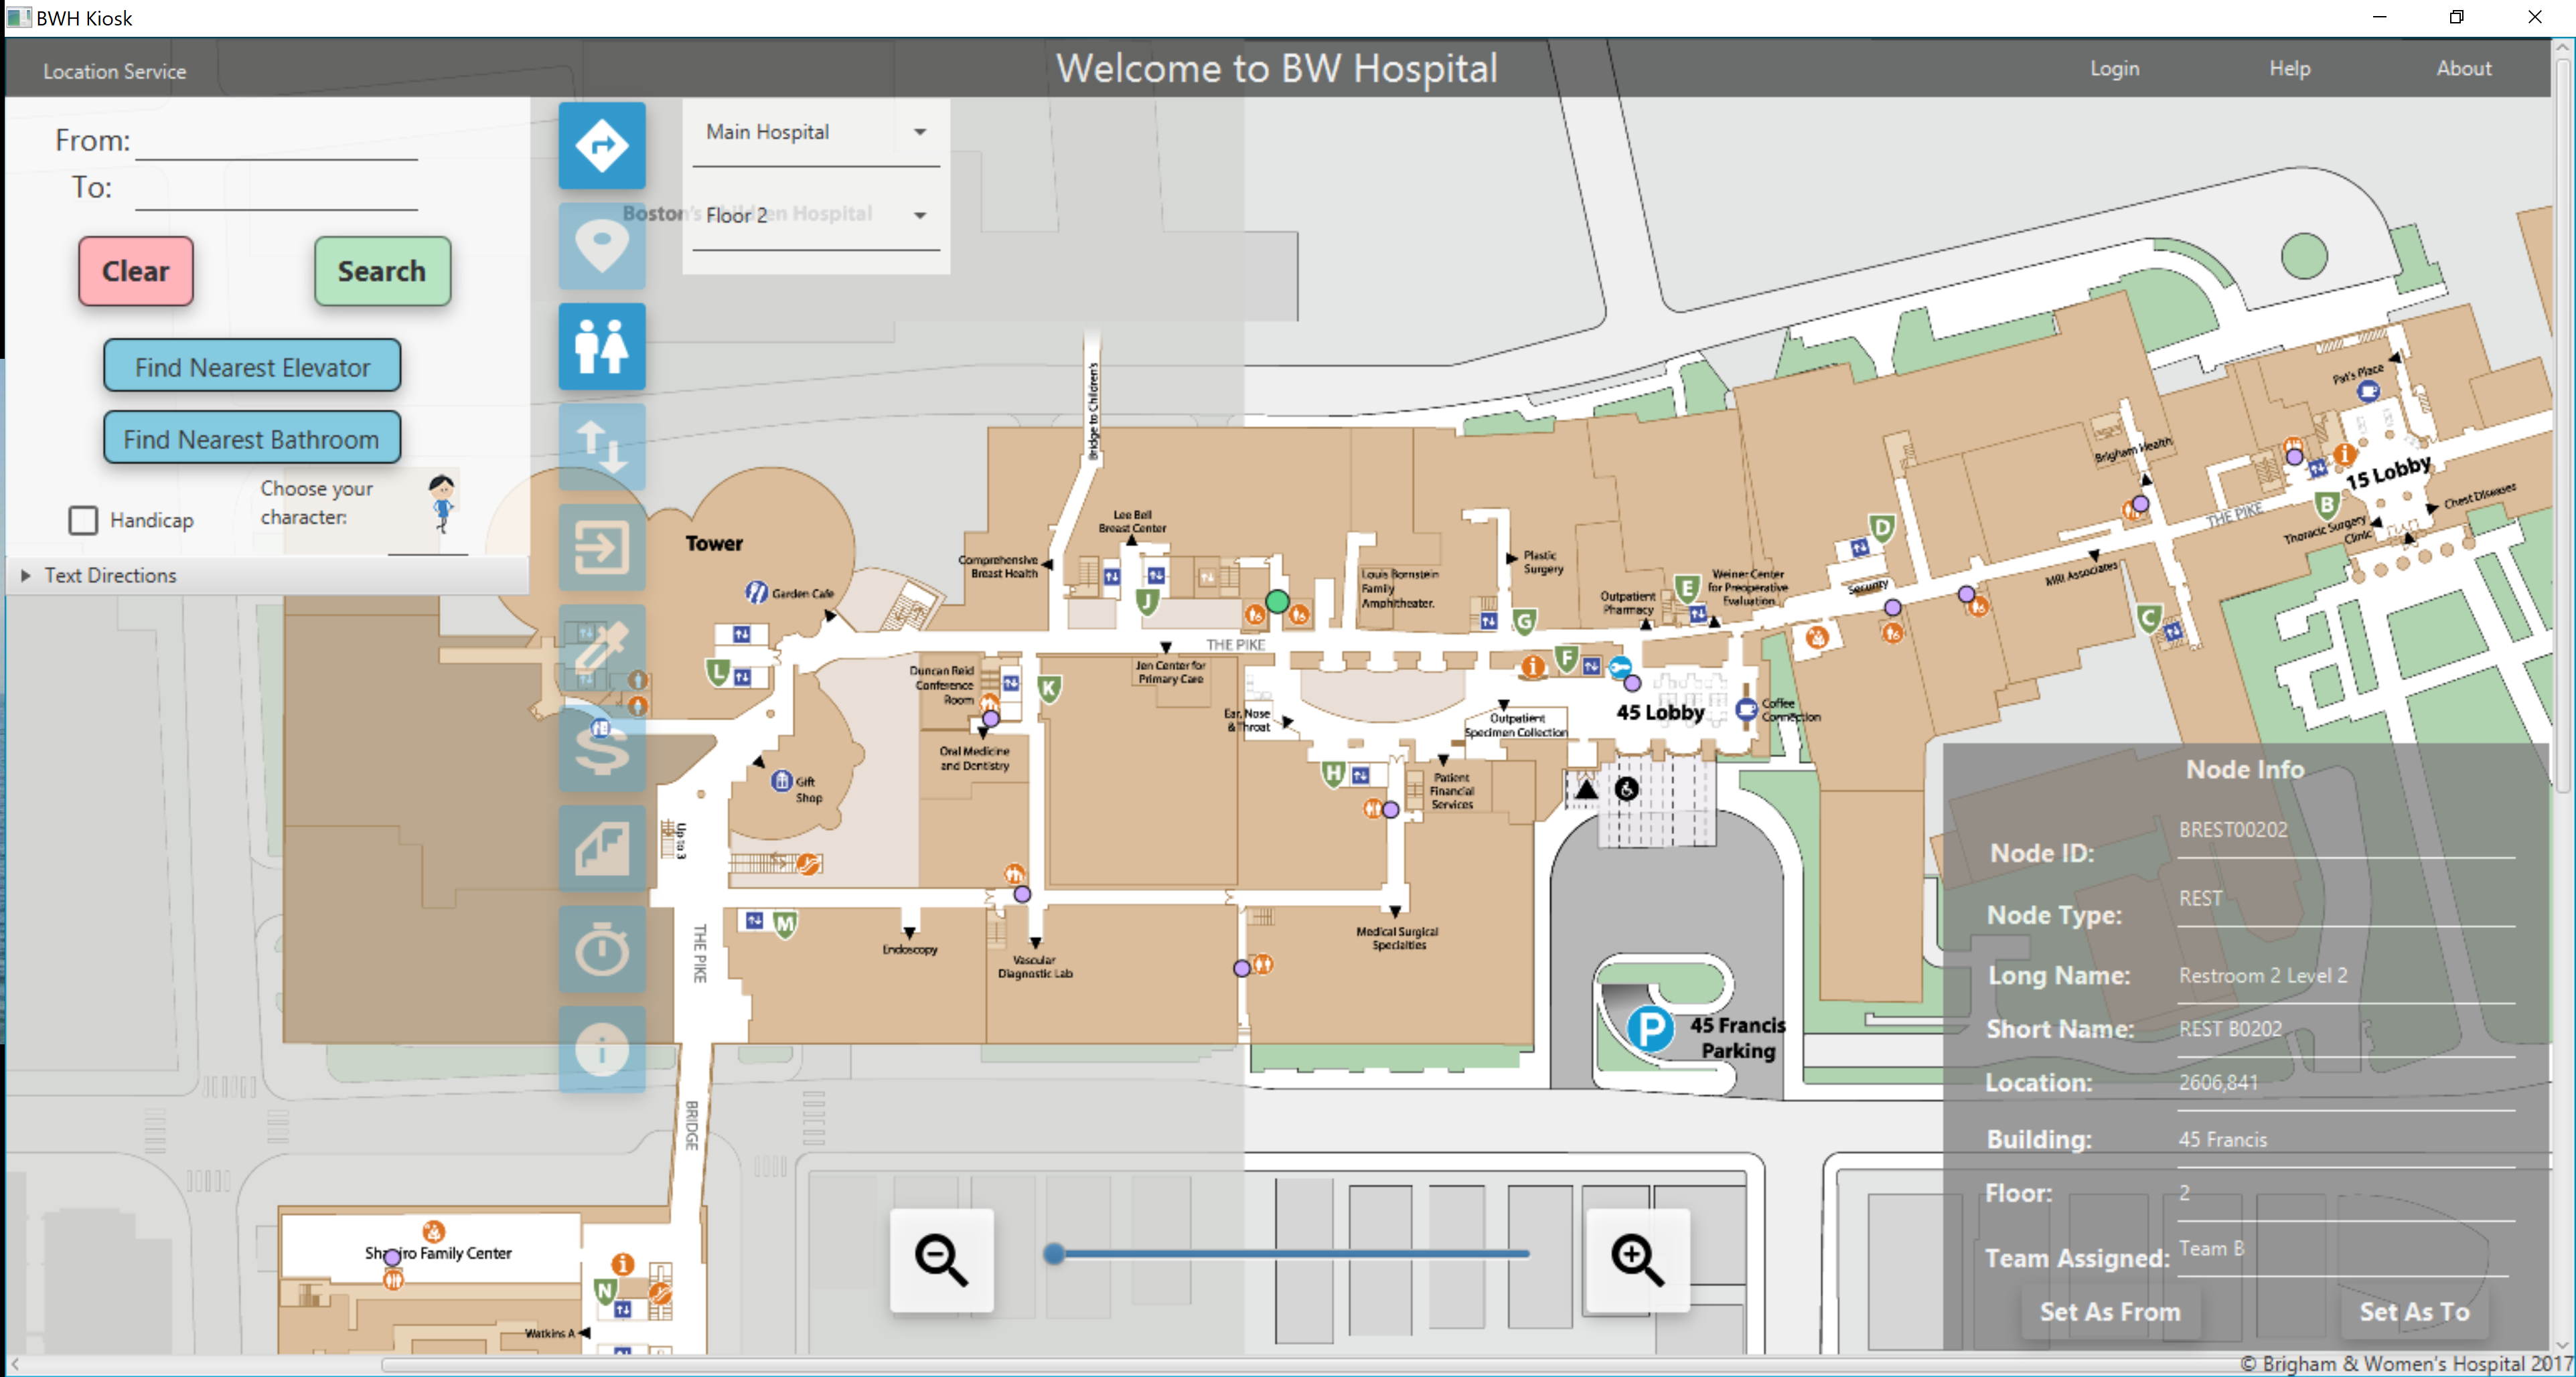 BWH Kiosk
Location Service
Welcome to BW Hospital
Login
Help
About
From:
To:
Clear
Search
Find Nearest Elevator
Find Nearest Bathroom
Handicap
Choose your
character:
Text Directions
Main Hospital
Boston's Children Hospital
Floor 2
Bridge to Children's
Tower
Garden Cafe
L
Lee Bell
Breast Center
Comprehensive
Breast Health
J
Louis Bornstein
Family
Amphitheater.
Plastic
Surgery
G
Outpatient
Pharmacy
E
Weiner Center
for Preoperative
Evaluation
D
Security
MRI Associates
Brigham Health
Pat's Place
i
15 Lobby
B
THE PIKE
Thoracic Surgery
Clinic
Chest Diseases
C
THE PIKE
Jen Center for
Primary Care
Duncan Reid
Conference
Room
K
Oral Medicine
and Dentistry
Gift
Shop
Up to 3
Ear, Nose
& Throat
i
F
45 Lobby
Coffee
Connection
Outpatient
Specimen Collection
H
Patient
Financial
Services
M
THE PIKE
Endoscopy
Vascular
Diagnostic Lab
Medical Surgical
Specialties
P
45 Francis
Parking
BRIDGE
Shapiro Family Center
i
N
Watkins A
Node Info
Node ID:
BREST00202
Node Type:
REST
Long Name:
Restroom 2 Level 2
Short Name:
REST B0202
Location:
2606,841
Building:
45 Francis
Floor:
2
Team Assigned:
Team B
Set As From
Set As To
© Brigham & Women's Hospital 2017